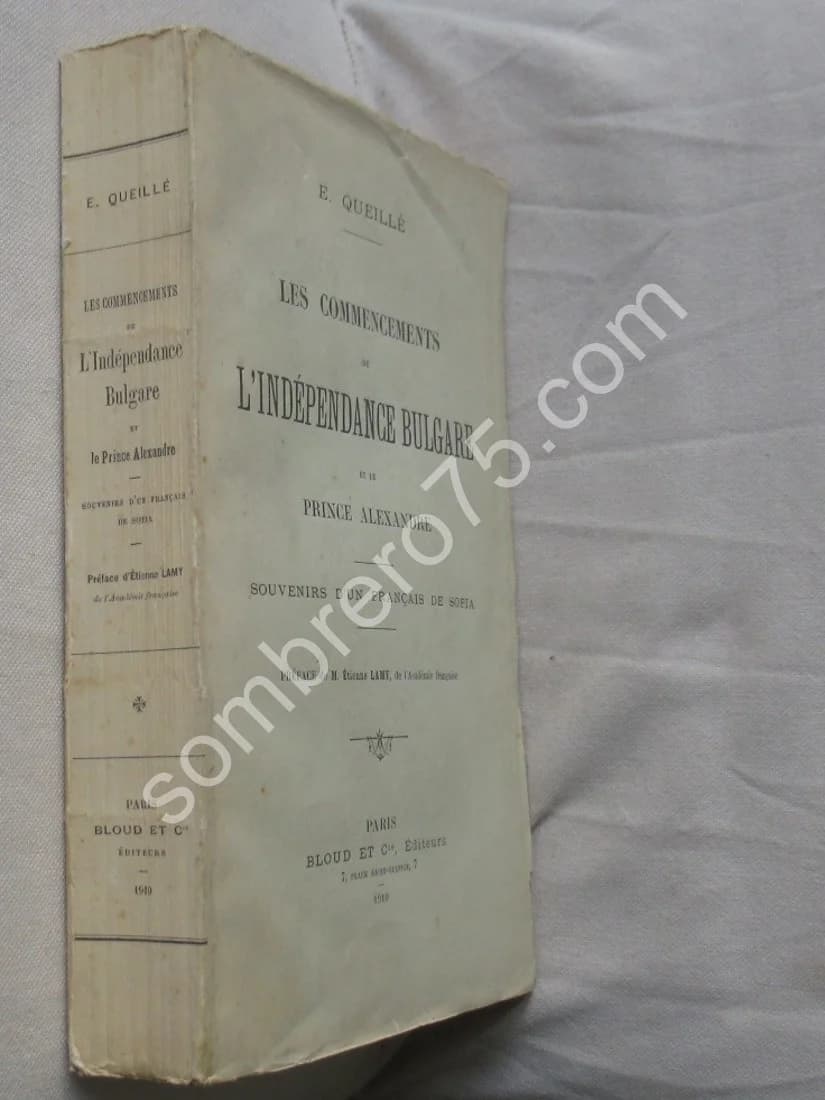 E. QUEILLÉ
LES COMMENCEMENTS
DE
L'Indépendance
Bulgare
ET
le Prince Alexandre
SOUVENIRS D'UN FRANÇAIS
DE SOFIA
Préface d'Étienne LAMY
de l'Académie française
PARIS
BLOUD ET Cie
ÉDITEURS
1910
E. QUEILLÉ
LES COMMENCEMENTS
DE
L'INDÉPENDANCE BULGARE
ET LE
PRINCE ALEXANDRE
SOUVENIRS D'UN FRANÇAIS DE SOFIA
PRÉFACE de M. Étienne LAMY, de l'Académie française
PARIS
BLOUD ET Cie, Éditeurs
7, PLACE SAINT-SULPICE, 7
1910
sombrero75.com